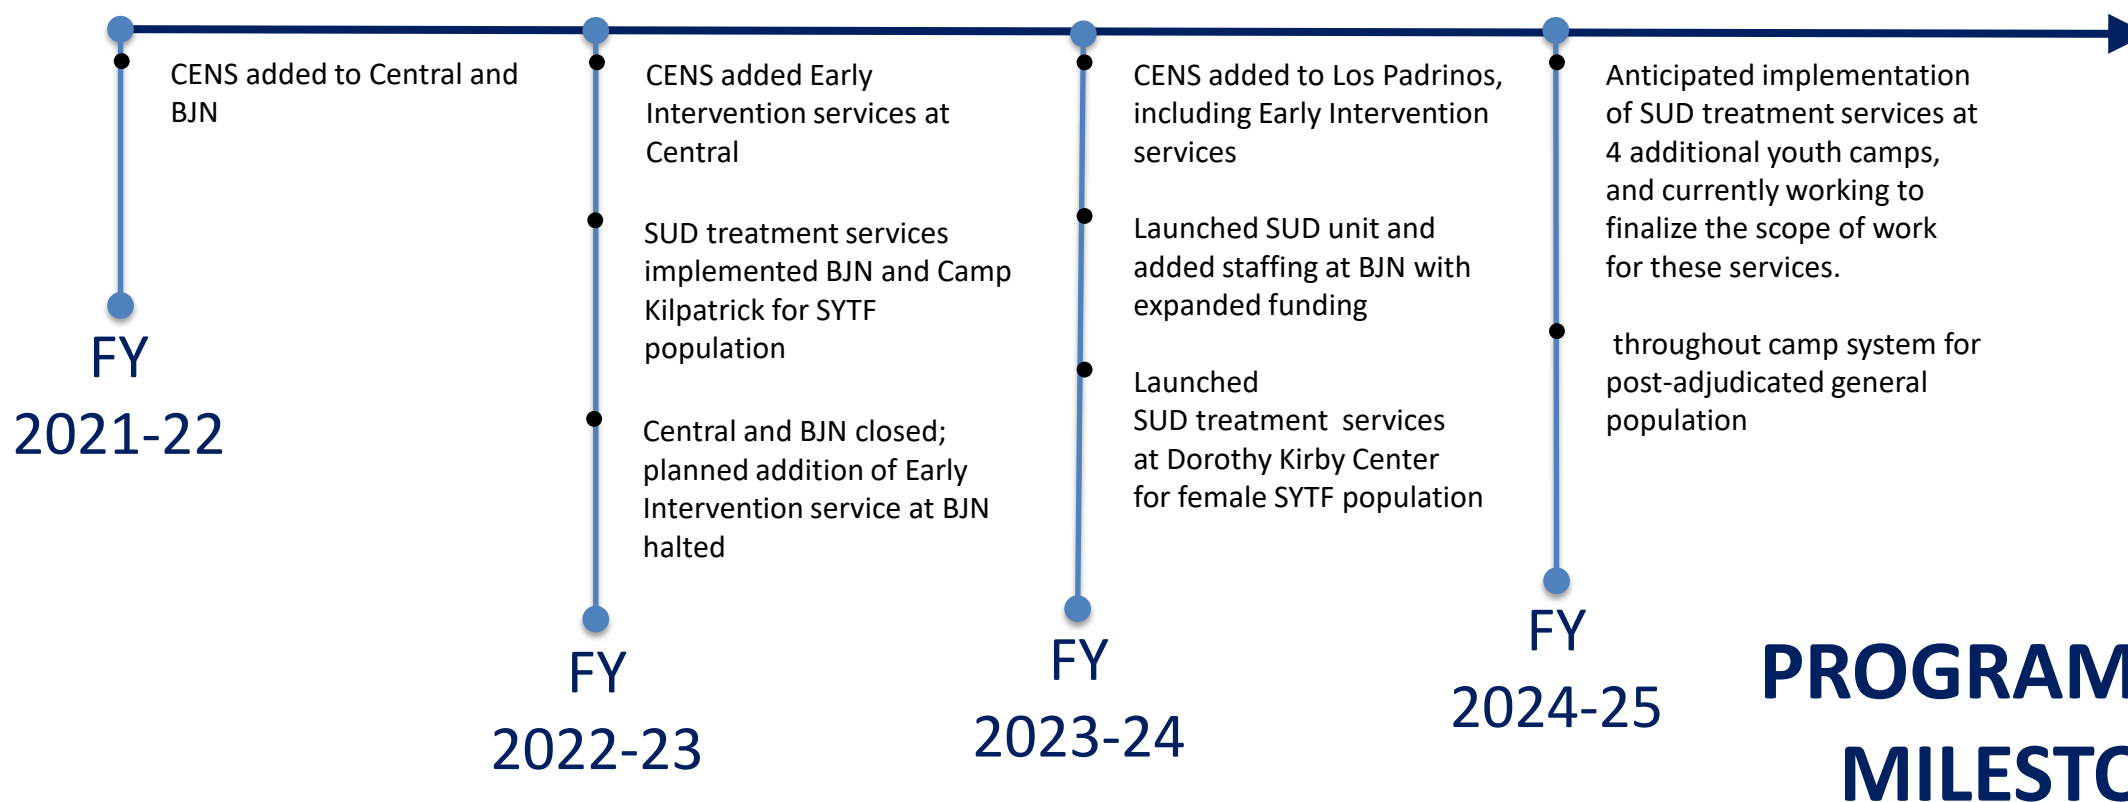 CENS added to Central and
BJN
FY
2021-22
CENS added Early
Intervention services at
Central
SUD treatment services
implemented BJN and Camp
Kilpatrick for SYTF
population
Central and BJN closed;
planned addition of Early
Intervention service at BJN
halted
FY
2022-23
CENS added to Los Padrinos,
including Early Intervention
services
Launched SUD unit and
added staffing at BJN with
expanded funding
Launched
SUD treatment services
at Dorothy Kirby Center
for female SYTF population
FY
2023-24
Anticipated implementation
of SUD treatment services at
4 additional youth camps,
and currently working to
finalize the scope of work
for these services.
throughout camp system for
post-adjudicated general
population
FY
2024-25
PROGRAM